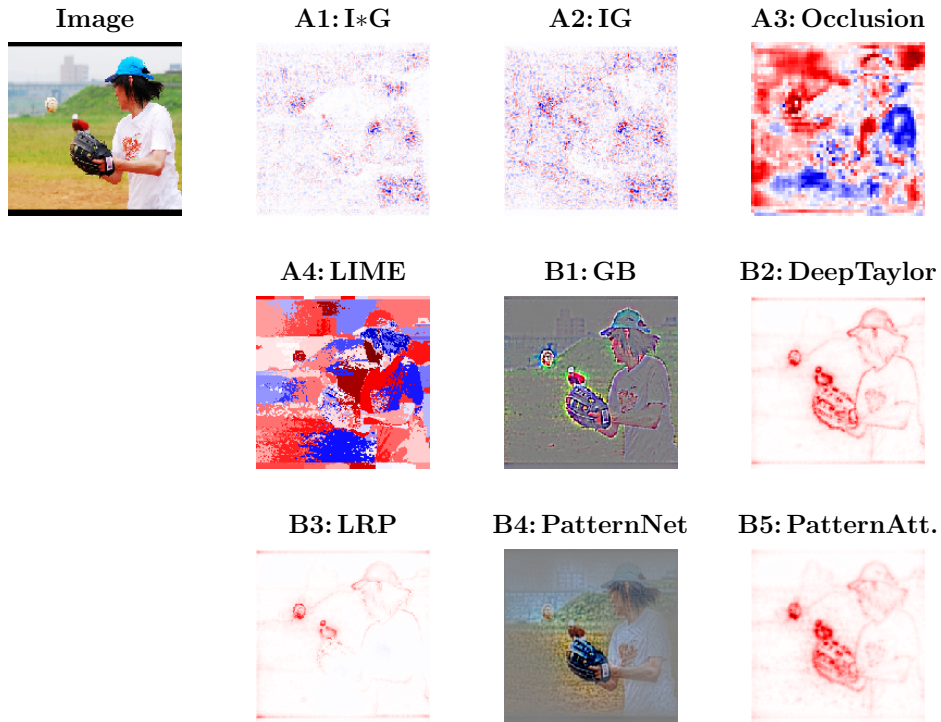 Image
A1: I*G
A2: IG
A3: Occlusion
A4: LIME
B1: GB
B2: DeepTaylor
B3: LRP
B4: PatternNet
B5: PatternAtt.